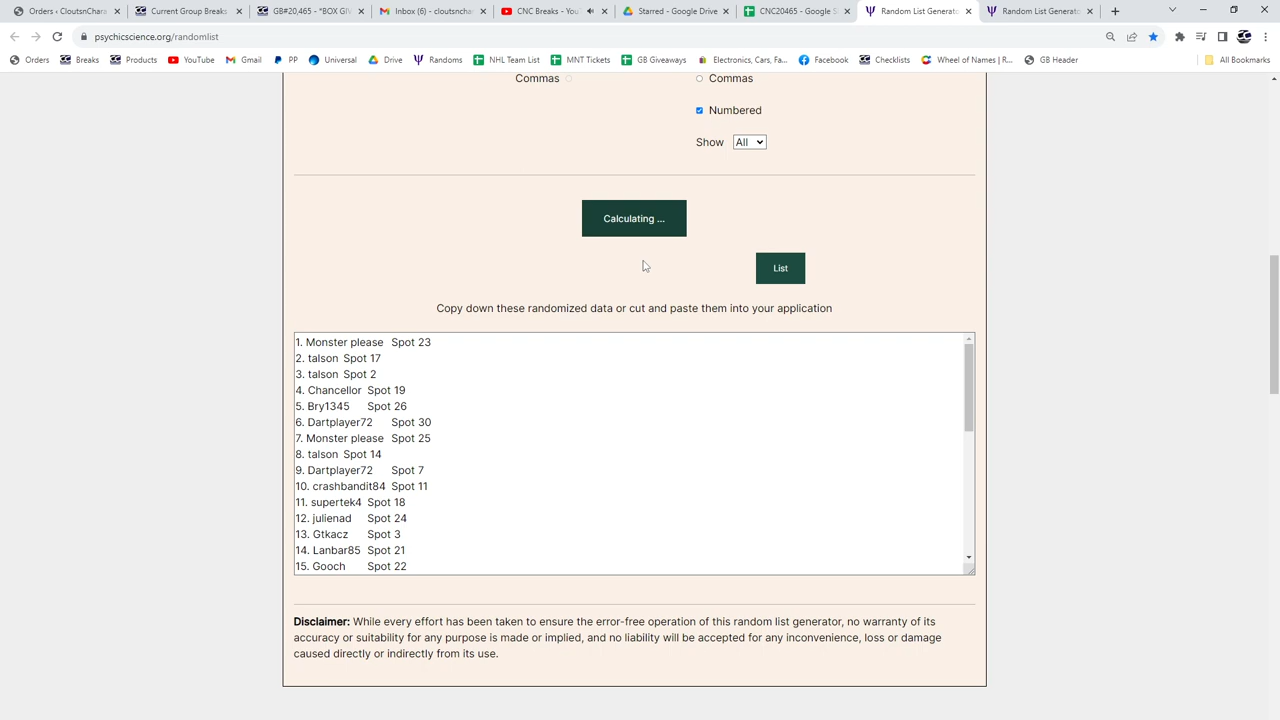 Orders ‹ CloutsnChara
Current Group Breaks
GB#20,465 - *BOX GIV
Inbox (6) - cloutsnchar
CNC Breaks - You
Starred - Google Drive
CNC20465 - Google S
Random List Generato
Random List Generato
psychicscience.org/randomlist
Orders
Breaks
Products
YouTube
Gmail
PP
Universal
Drive
Randoms
NHL Team List
MNT Tickets
GB Giveaways
Electronics, Cars, Fa...
Facebook
Checklists
Wheel of Names | R...
GB Header
All Bookmarks
Commas
Commas
Numbered
Show All
Calculating ...
List
Copy down these randomized data or cut and paste them into your application
1. Monster please Spot 23
2. talson Spot 17
3. talson Spot 2
4. Chancellor Spot 19
5. Bry1345 Spot 26
6. Dartplayer72 Spot 30
7. Monster please Spot 25
8. talson Spot 14
9. Dartplayer72 Spot 7
10. crashbandit84 Spot 11
11. supertek4 Spot 18
12. julienad Spot 24
13. Gtkacz Spot 3
14. Lanbar85 Spot 21
15. Gooch Spot 22
Disclaimer: While every effort has been taken to ensure the error-free operation of this random list generator, no warranty of its
accuracy or suitability for any purpose is made or implied, and no liability will be accepted for any inconvenience, loss or damage
caused directly or indirectly from its use.